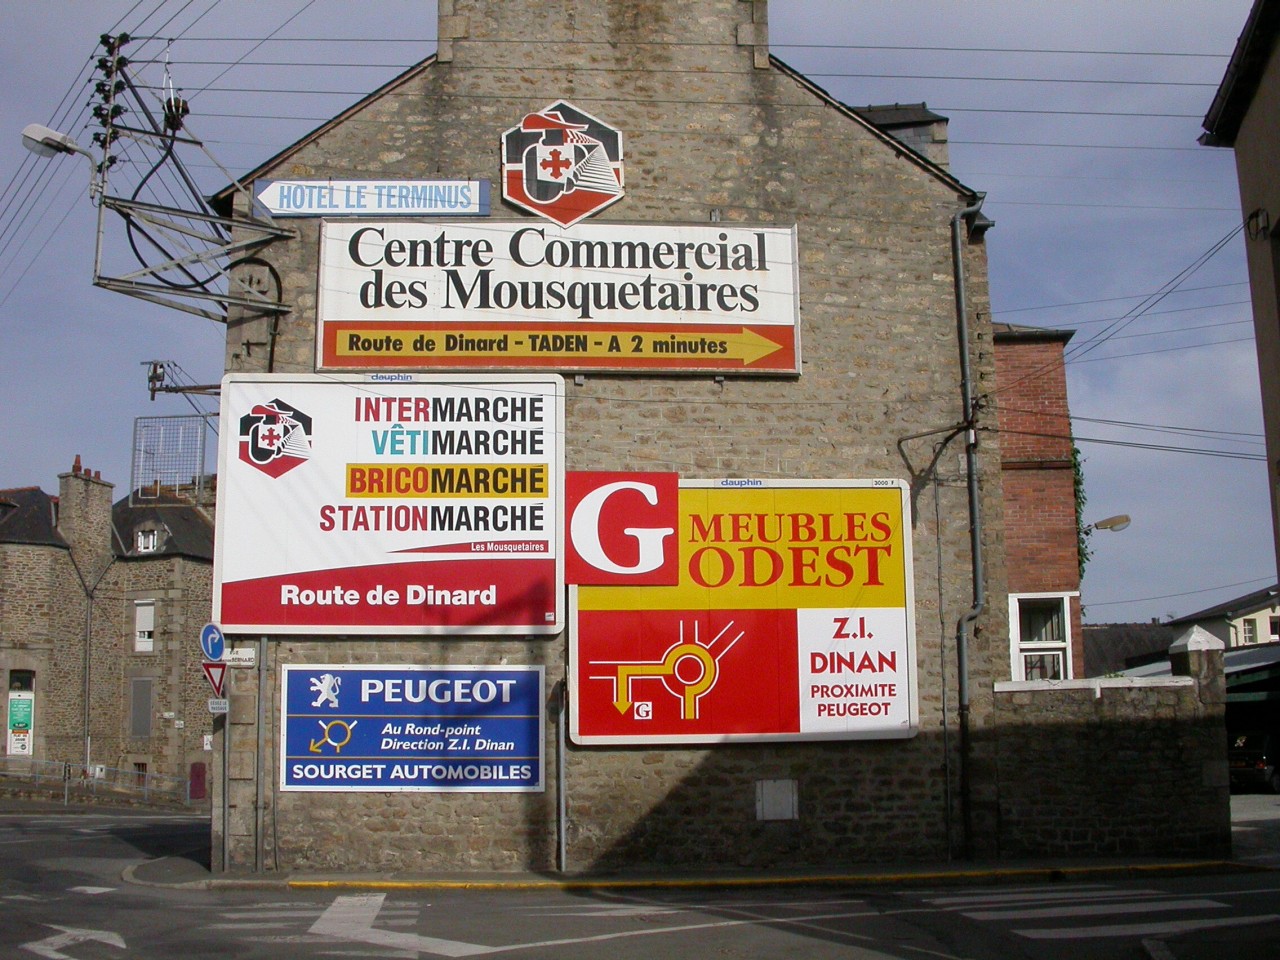 HOTEL LE TERMINUS
Centre Commercial
des Mousquetaires
Route de Dinard - TADEN - A 2 minutes
dauphin
INTERMARCHÉ
VÊTIMARCHÉ
BRICOMARCHÉ
STATIONMARCHÉ
Les Mousquetaires
Route de Dinard
dauphin
3000 F
G
MEUBLES
ODEST
G
Z.I.
DINAN
PROXIMITE
PEUGEOT
PEUGEOT
Au Rond-point
Direction Z.I. Dinan
SOURGET AUTOMOBILES